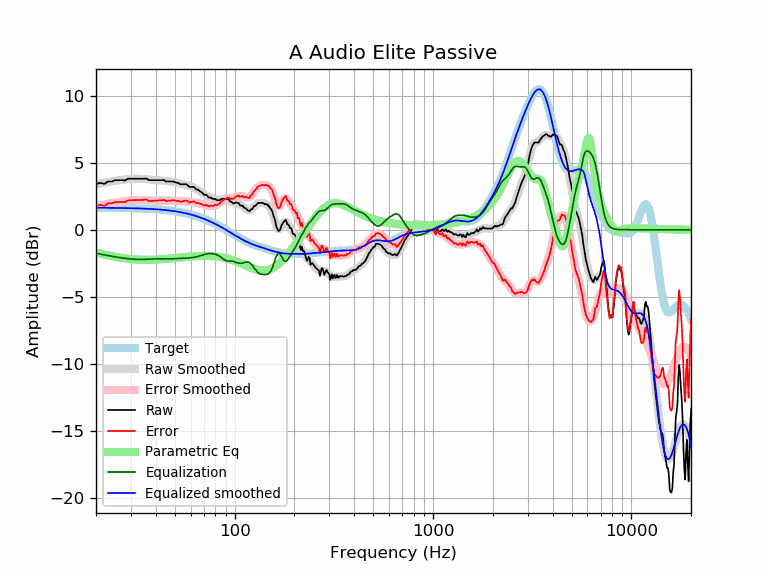 A Audio Elite Passive
10
5
0
−5
−10
−15
−20
Amplitude (dBr)
Target
Raw Smoothed
Error Smoothed
Raw
Error
Parametric Eq
Equalization
Equalized smoothed
100
1000
10000
Frequency (Hz)